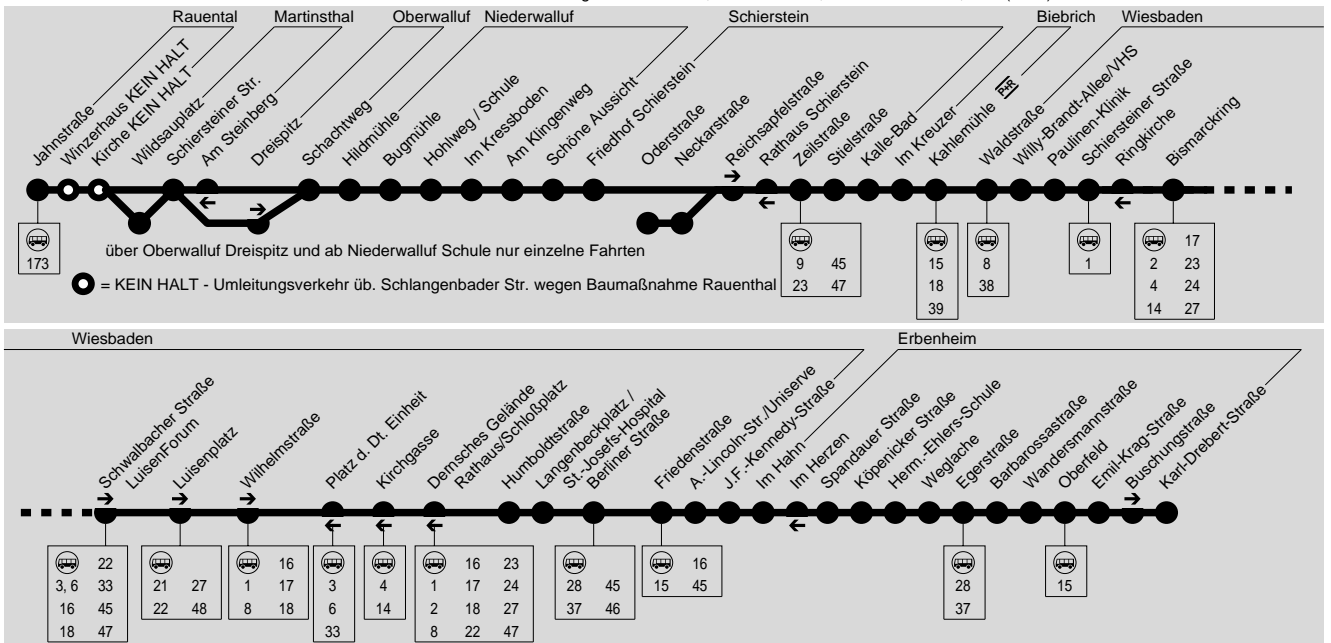 Rauental Martinsthal Oberwalluf Niederwalluf Schierstein Biebrich Wiesbaden
Jahnstraße
Winzerhaus KEIN HALT
Kirche KEIN HALT
Wildsauplatz
Schiersteiner Str.
Am Steinberg
Dreispitz
Schachtweg
Hildmühle
Bugmühle
Hohlweg / Schule
Im Kressboden
Am Klingenweg
Schöne Aussicht
Friedhof Schierstein
Oderstraße
Neckarstraße
Reichsapfelstraße
Rathaus Schierstein
Zeilstraße
Stielstraße
Kalle-Bad
Im Kreuzer
Kahlemühle P+R
Waldstraße
Willy-Brandt-Allee/VHS
Paulinen-Klinik
Schiersteiner Straße
Ringkirche
Bismarckring
173
9 45
23 47
15
18
39
8
38
1
17
2 23
4 24
14 27
über Oberwalluf Dreispitz und ab Niederwalluf Schule nur einzelne Fahrten
= KEIN HALT - Umleitungsverkehr üb. Schlangenbader Str. wegen Baumaßnahme Rauenthal
Wiesbaden Erbenheim
Schwalbacher Straße
LuisenForum
Luisenplatz
Wilhelmstraße
Platz d. Dt. Einheit
Kirchgasse
Dernsches Gelände
Rathaus/Schloßplatz
Humboldtstraße
Langenbeckplatz /
St.-Josefs-Hospital
Berliner Straße
Friedenstraße
A.-Lincoln-Str./Uniserve
J.F.-Kennedy-Straße
Im Hahn
Im Herzen
Spandauer Straße
Köpenicker Straße
Herm.-Ehlers-Schule
Weglache
Egerstraße
Barbarossastraße
Wandersmannstraße
Oberfeld
Emil-Krag-Straße
Buschungstraße
Karl-Drebert-Straße
22
3, 6 33
16 45
18 47
21 27
22 48
16
1 17
8 18
3
6
33
4
14
16 23
1 17 24
2 18 27
8 22 47
28 45
37 46
16
15 45
28
37
15